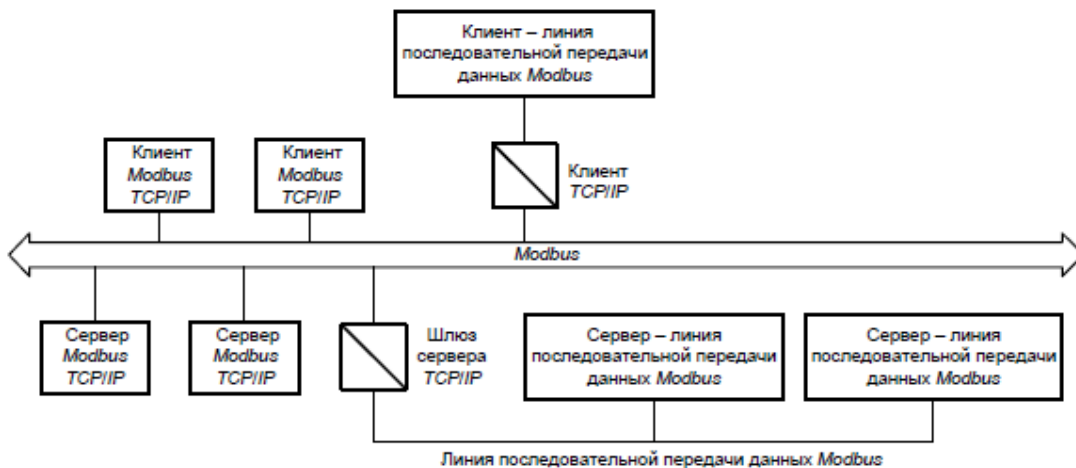 Клиент – линия
последовательной передачи
данных Modbus
Клиент
Modbus
TCP/IP
Клиент
Modbus
TCP/IP
Клиент
TCP/IP
Modbus
Сервер
Modbus
TCP/IP
Сервер
Modbus
TCP/IP
Шлюз
сервера
TCP/IP
Сервер – линия
последовательной передачи
данных Modbus
Сервер – линия
последовательной передачи
данных Modbus
Линия последовательной передачи данных Modbus